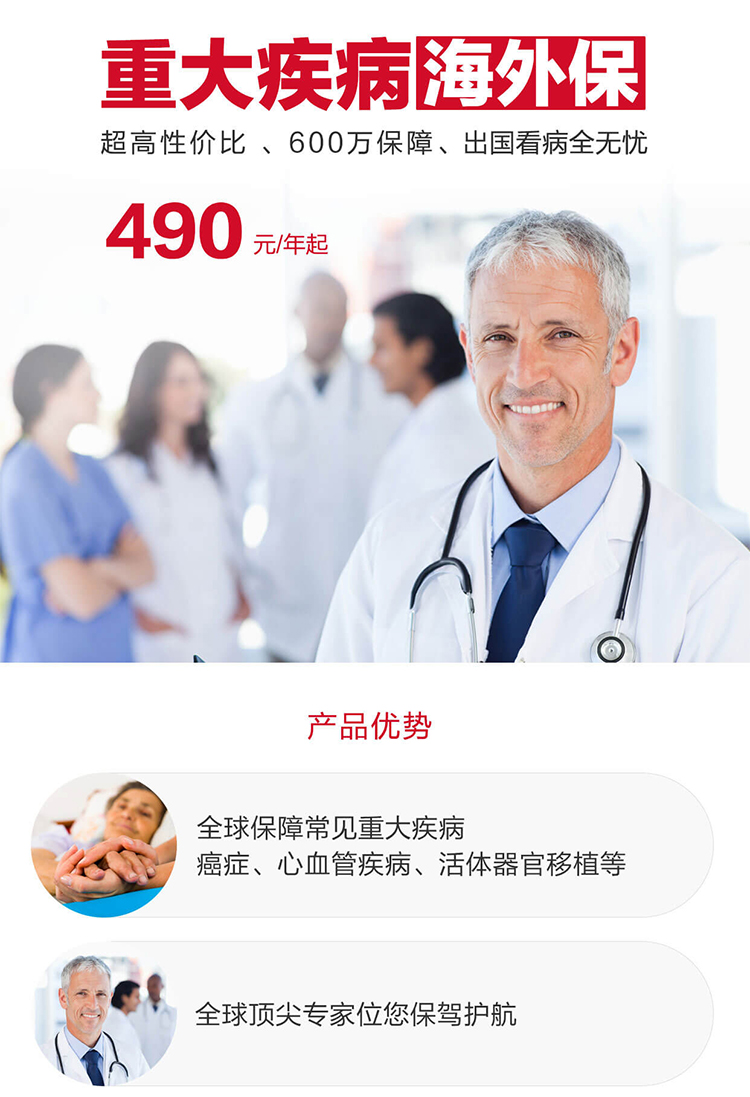 重大疾病海外保
超高性价比 、600万保障、出国看病全无忧
490 元/年起
产品优势
全球保障常见重大疾病
癌症、心血管疾病、活体器官移植等
全球顶尖专家位您保驾护航